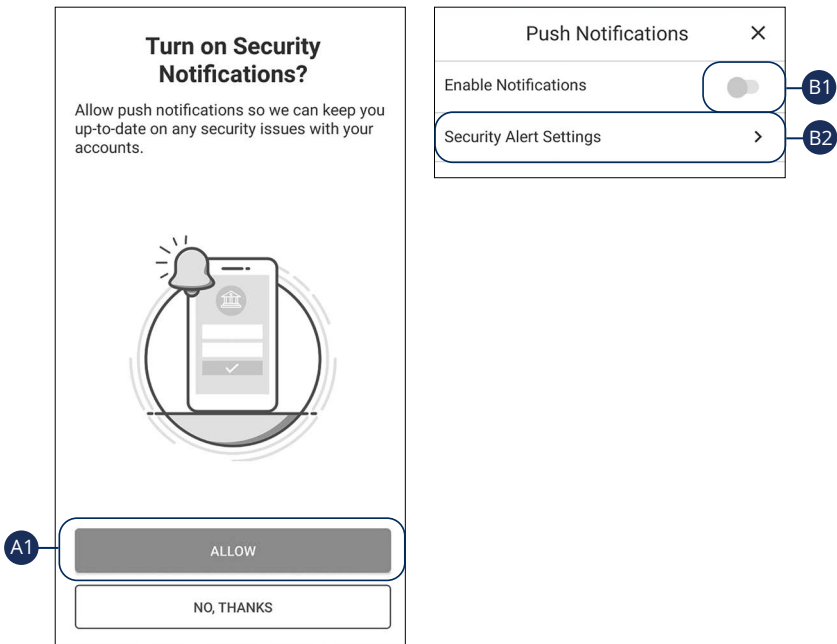 Turn on Security
Notifications?
Allow push notifications so we can keep you
up-to-date on any security issues with your
accounts.
A1
ALLOW
NO, THANKS
Push Notifications
Enable Notifications
B1
Security Alert Settings
B2